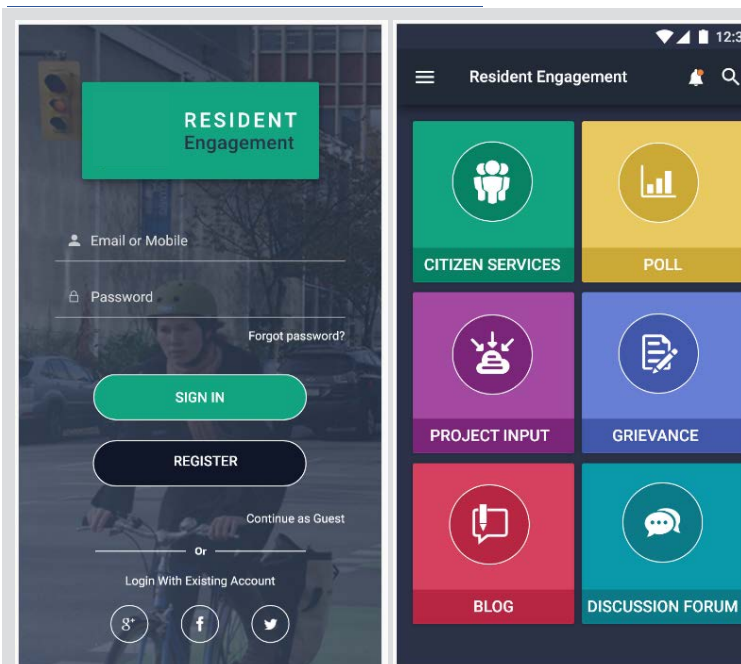 RESIDENT
Engagement
Email or Mobile
Password
Forgot password?
SIGN IN
REGISTER
Continue as Guest
Or
Login With Existing Account
g+
f
12:3
Resident Engagement
CITIZEN SERVICES
POLL
PROJECT INPUT
GRIEVANCE
BLOG
DISCUSSION FORUM